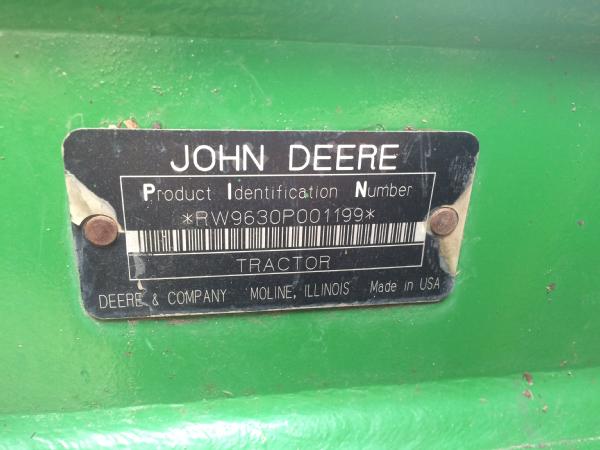 JOHN DEERE
Product Identification Number
*RW9630P001199*
TRACTOR
DEERE & COMPANY MOLINE, ILLINOIS Made in USA